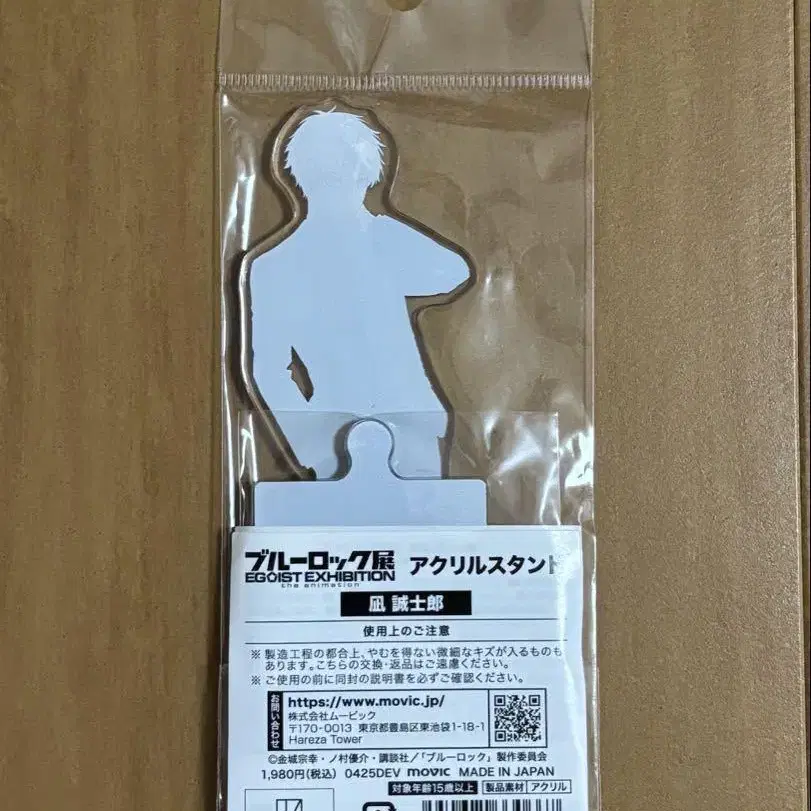 ブルーロック展 アクリルスタンド
EGOIST EXHIBITION
the animation
凪 誠士郎
使用上のご注意
※ 製造工程の都合上、やむを得ない微細なキズが入るものも
あります。こちらの交換・返品はご遠慮ください。
※ ご使用の前に同封の説明書を必ずご確認ください。
お問い合わせ
https://www.movic.jp/
株式会社ムービック
〒170-0013 東京都豊島区東池袋1-18-1
Hareza Tower
©金城宗幸・ノ村優介・講談社/「ブルーロック」製作委員会
1,980円(税込) 0425DEV movic MADE IN JAPAN
対象年齢15歳以上 製品素材 アクリル